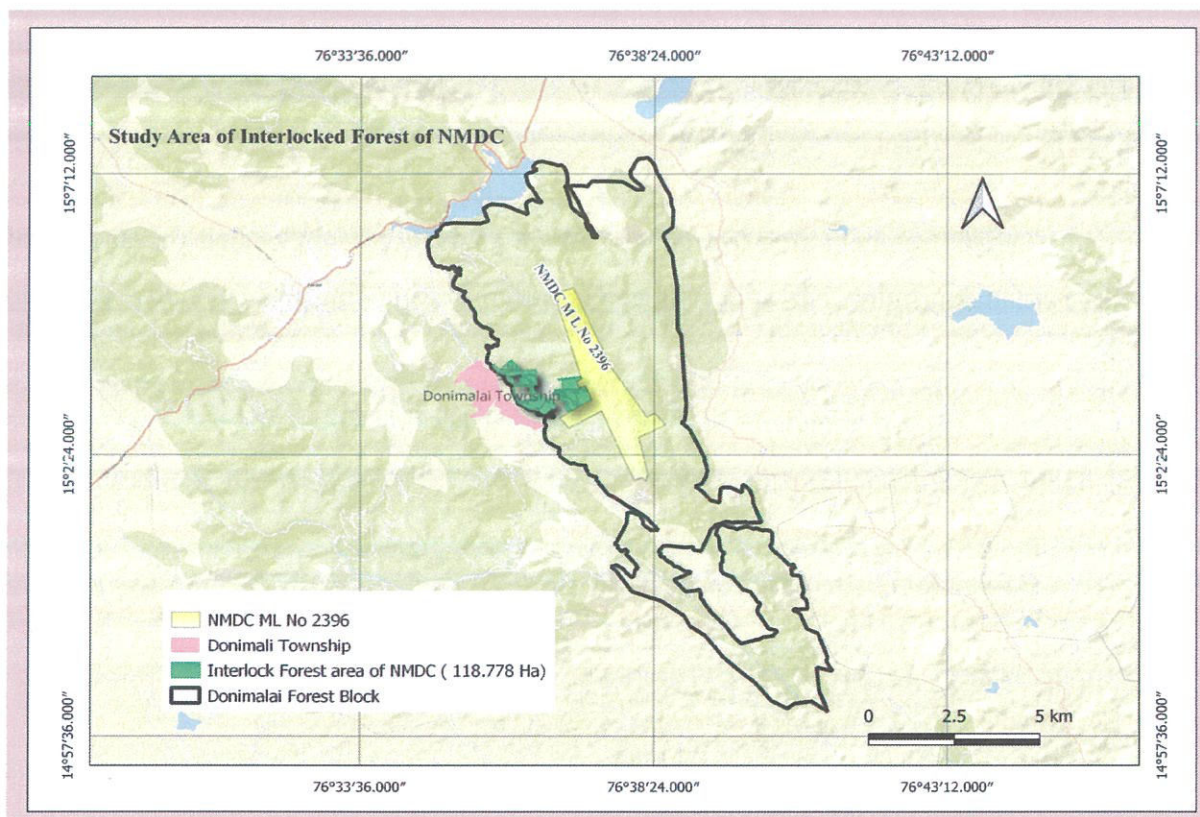 76°33'36.000" 76°38'24.000" 76°43'12.000"
Study Area of Interlocked Forest of NMDC
15°7'12.000" 15°7'12.000"
NMDC M L No 2396
Donimalai Township
15°2'24.000" 15°2'24.000"
NMDC ML No 2396
Donimali Township
Interlock Forest area of NMDC ( 118.778 Ha)
Donimalai Forest Block
0 2.5 5 km
14°57'36.000" 14°57'36.000"
76°33'36.000" 76°38'24.000" 76°43'12.000"